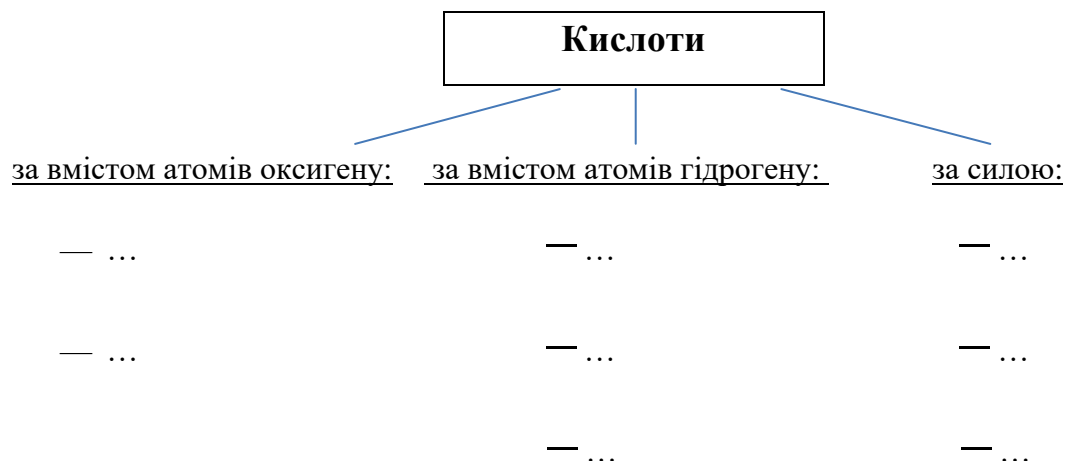 Кислоти
за вмістом атомів оксигену: за вмістом атомів гідрогену: за силою:
— … — … — …
— … — … — …
— … — …